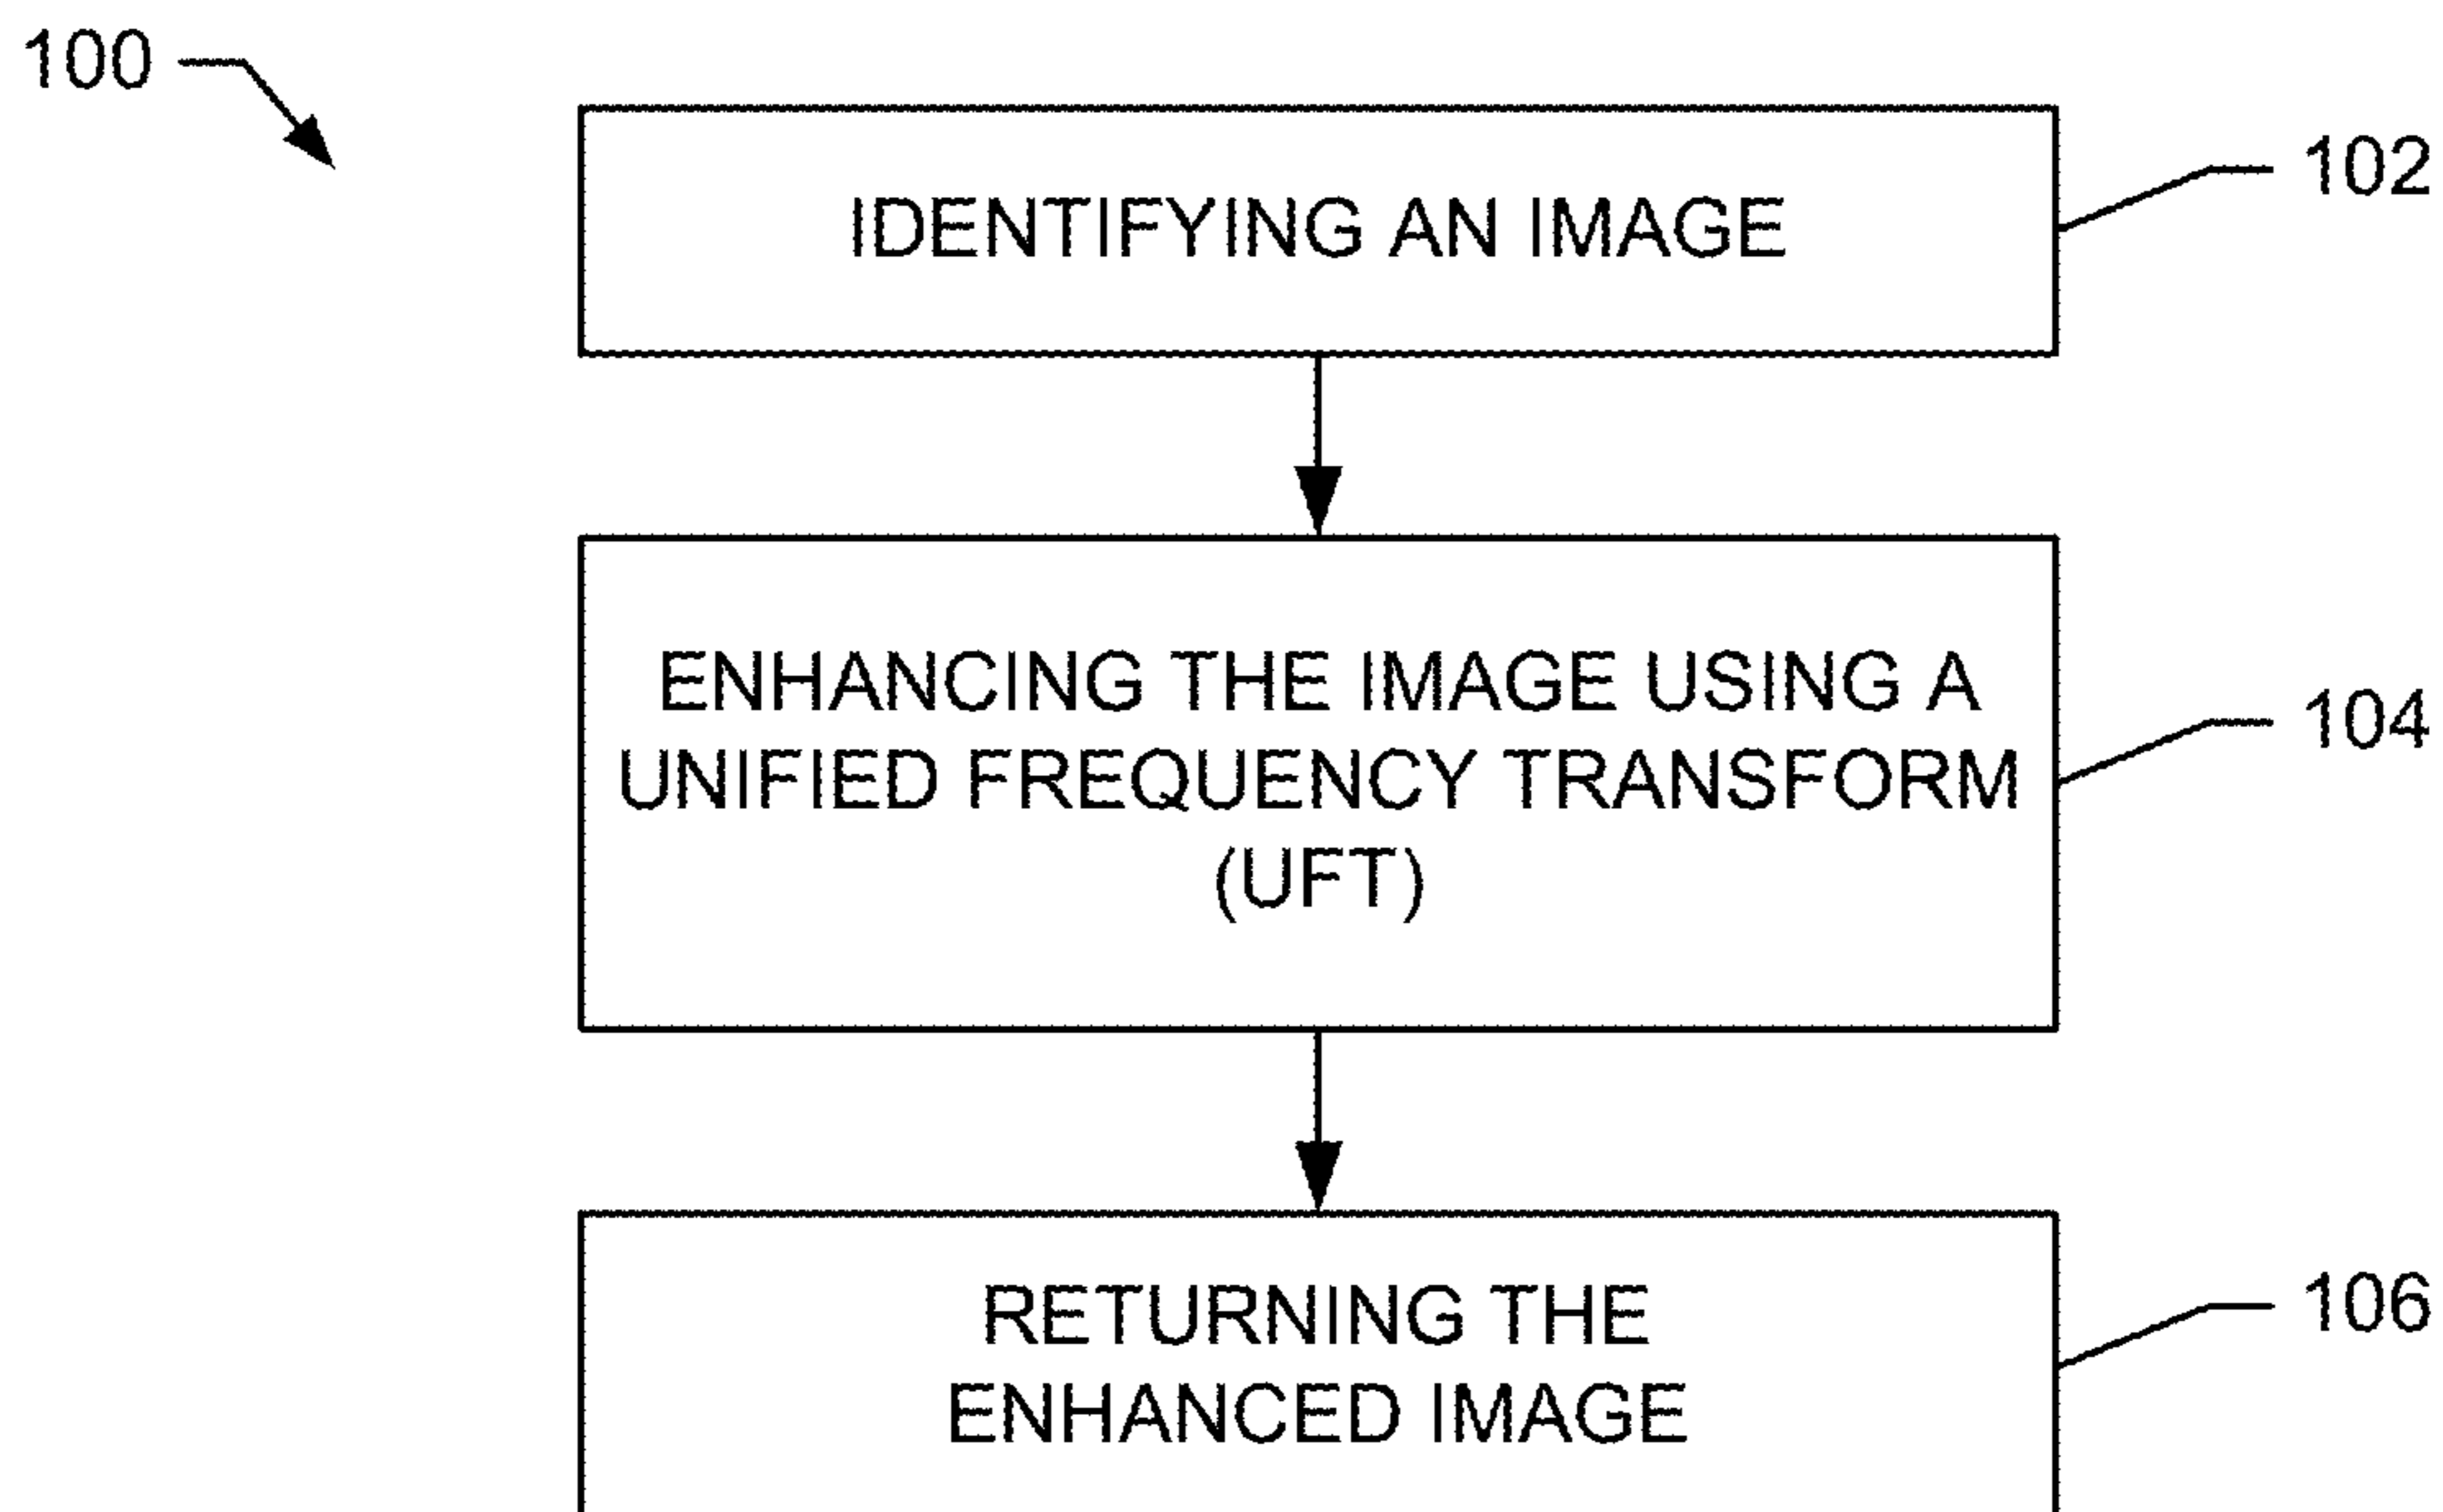 100
IDENTIFYING AN IMAGE
102
ENHANCING THE IMAGE USING A
UNIFIED FREQUENCY TRANSFORM
(UFT)
104
RETURNING THE
ENHANCED IMAGE
106